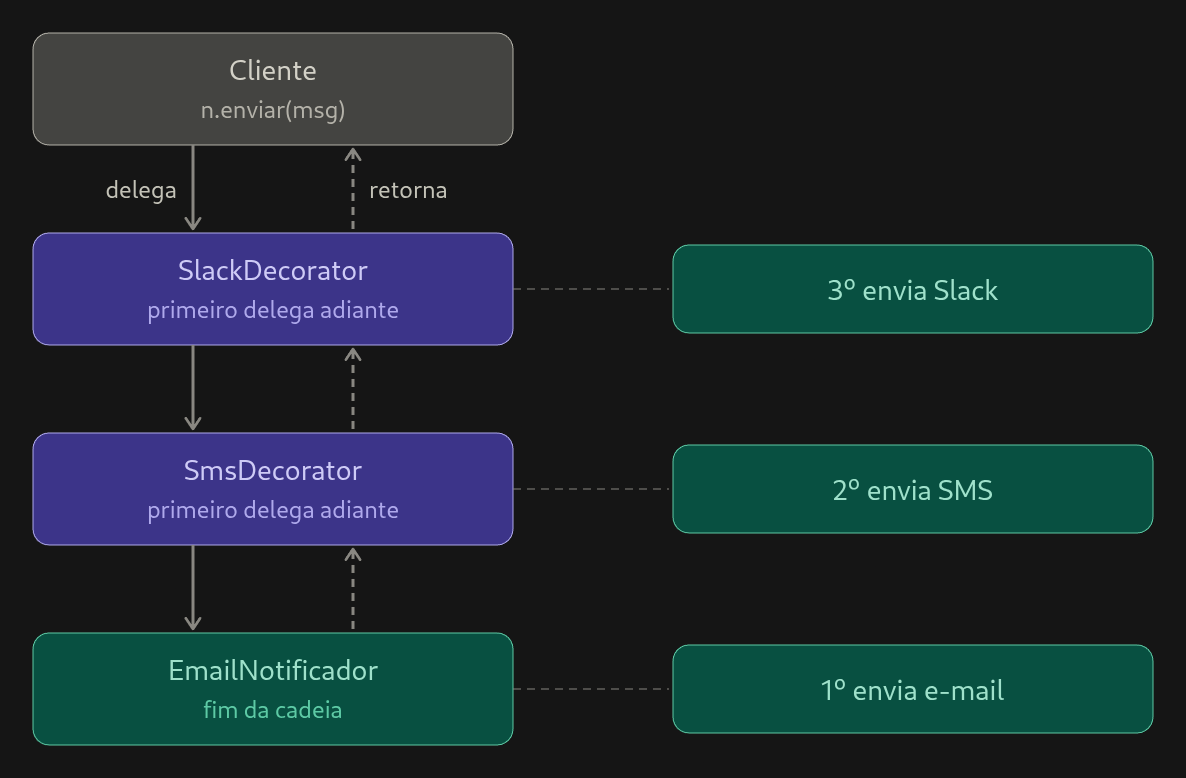 Cliente
n.enviar(msg)
delega
retorna
SlackDecorator
primeiro delega adiante
3º envia Slack
SmsDecorator
primeiro delega adiante
2º envia SMS
EmailNotificador
fim da cadeia
1º envia e-mail